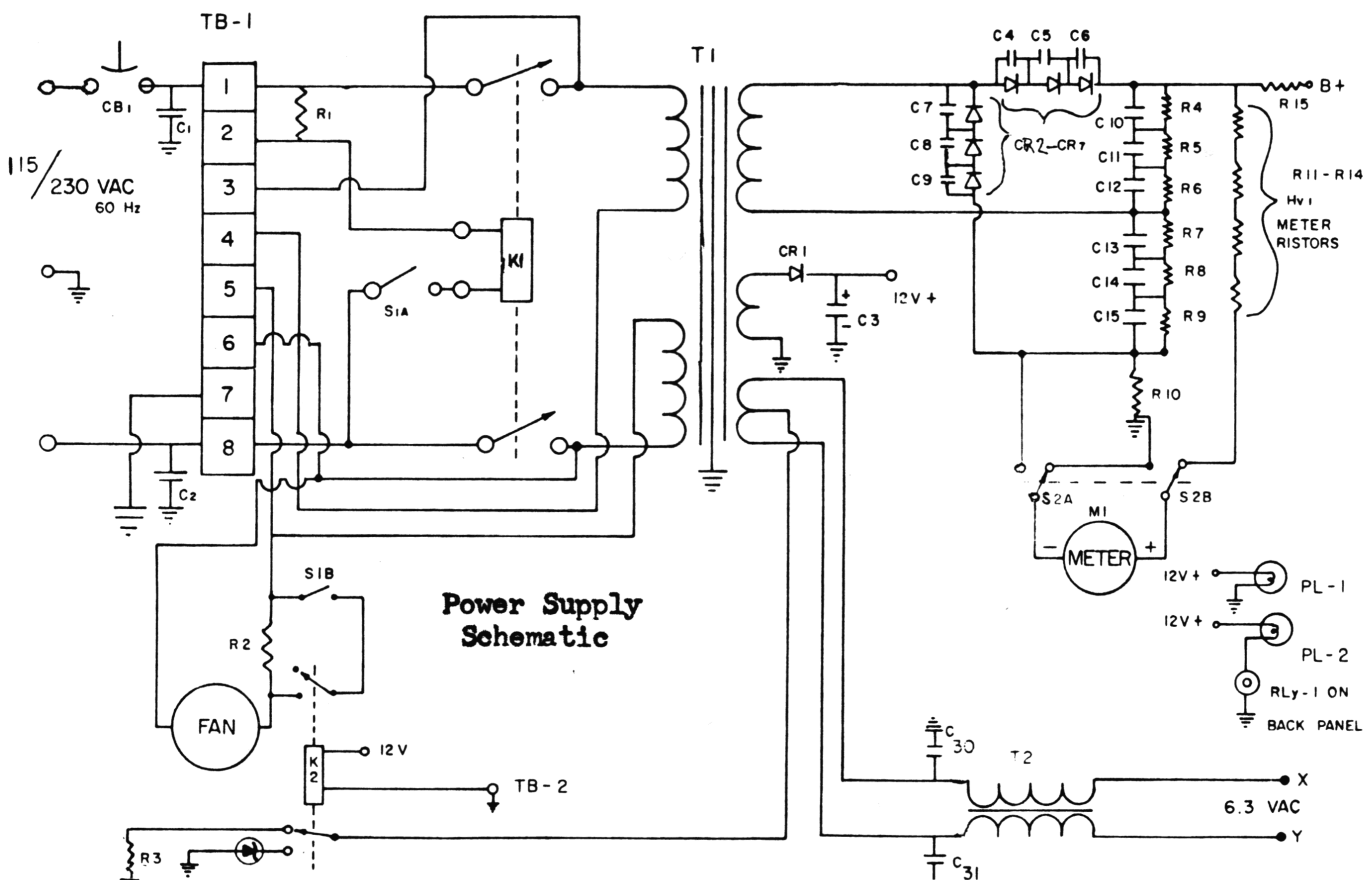 TB-1
T1
C4 C5 C6
CB1
C1
1
2
3
4
5
6
7
8
R1
115/230 VAC
60 Hz
K1
S1A
C2
C7
C8
C9
CR2-CR7
C10
C11
C12
C13
C14
C15
R4
R5
R6
R7
R8
R9
R15
B+
R11-R14
Hv1
METER
RISTORS
CR1
12V+
+
C3
-
R10
S2A
S2B
M1
- METER +
12V+
PL-1
12V+
PL-2
RLy-1 ON
BACK PANEL
S1B
R2
Power Supply
Schematic
FAN
K2
12V
TB-2
R3
C30
T2
X
6.3 VAC
Y
C31